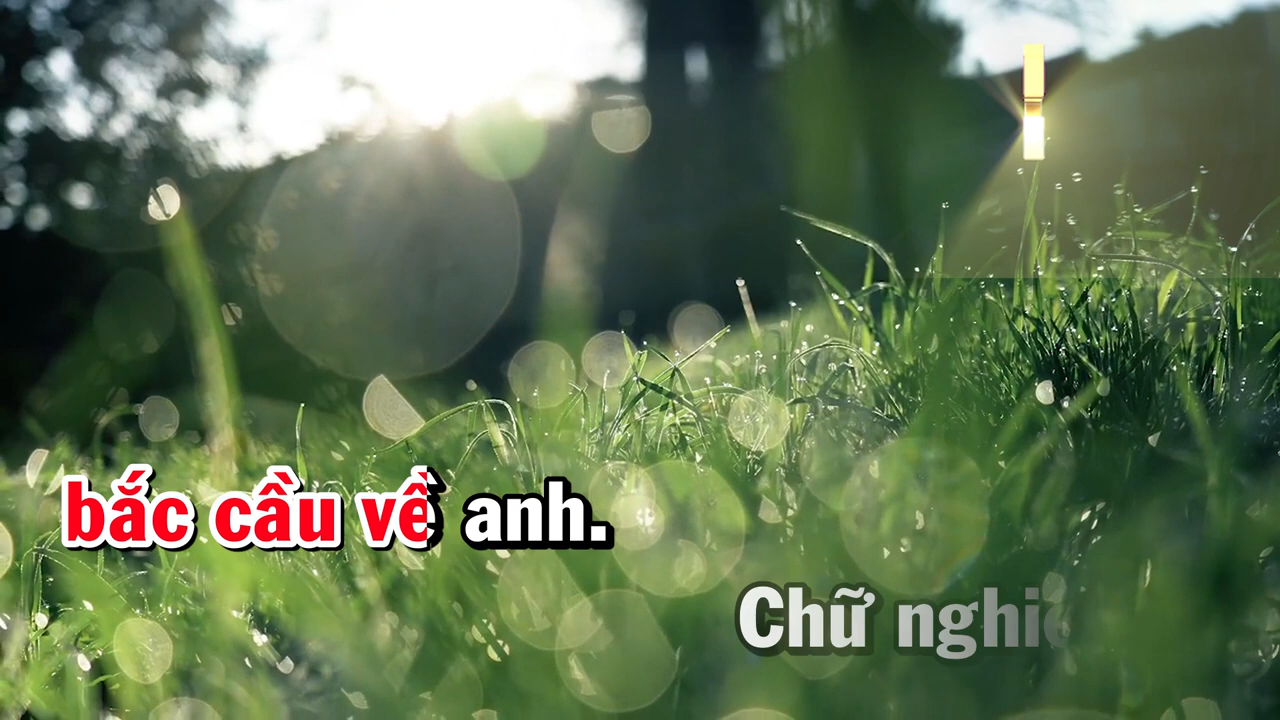 bắc cầu về anh.
Chữ